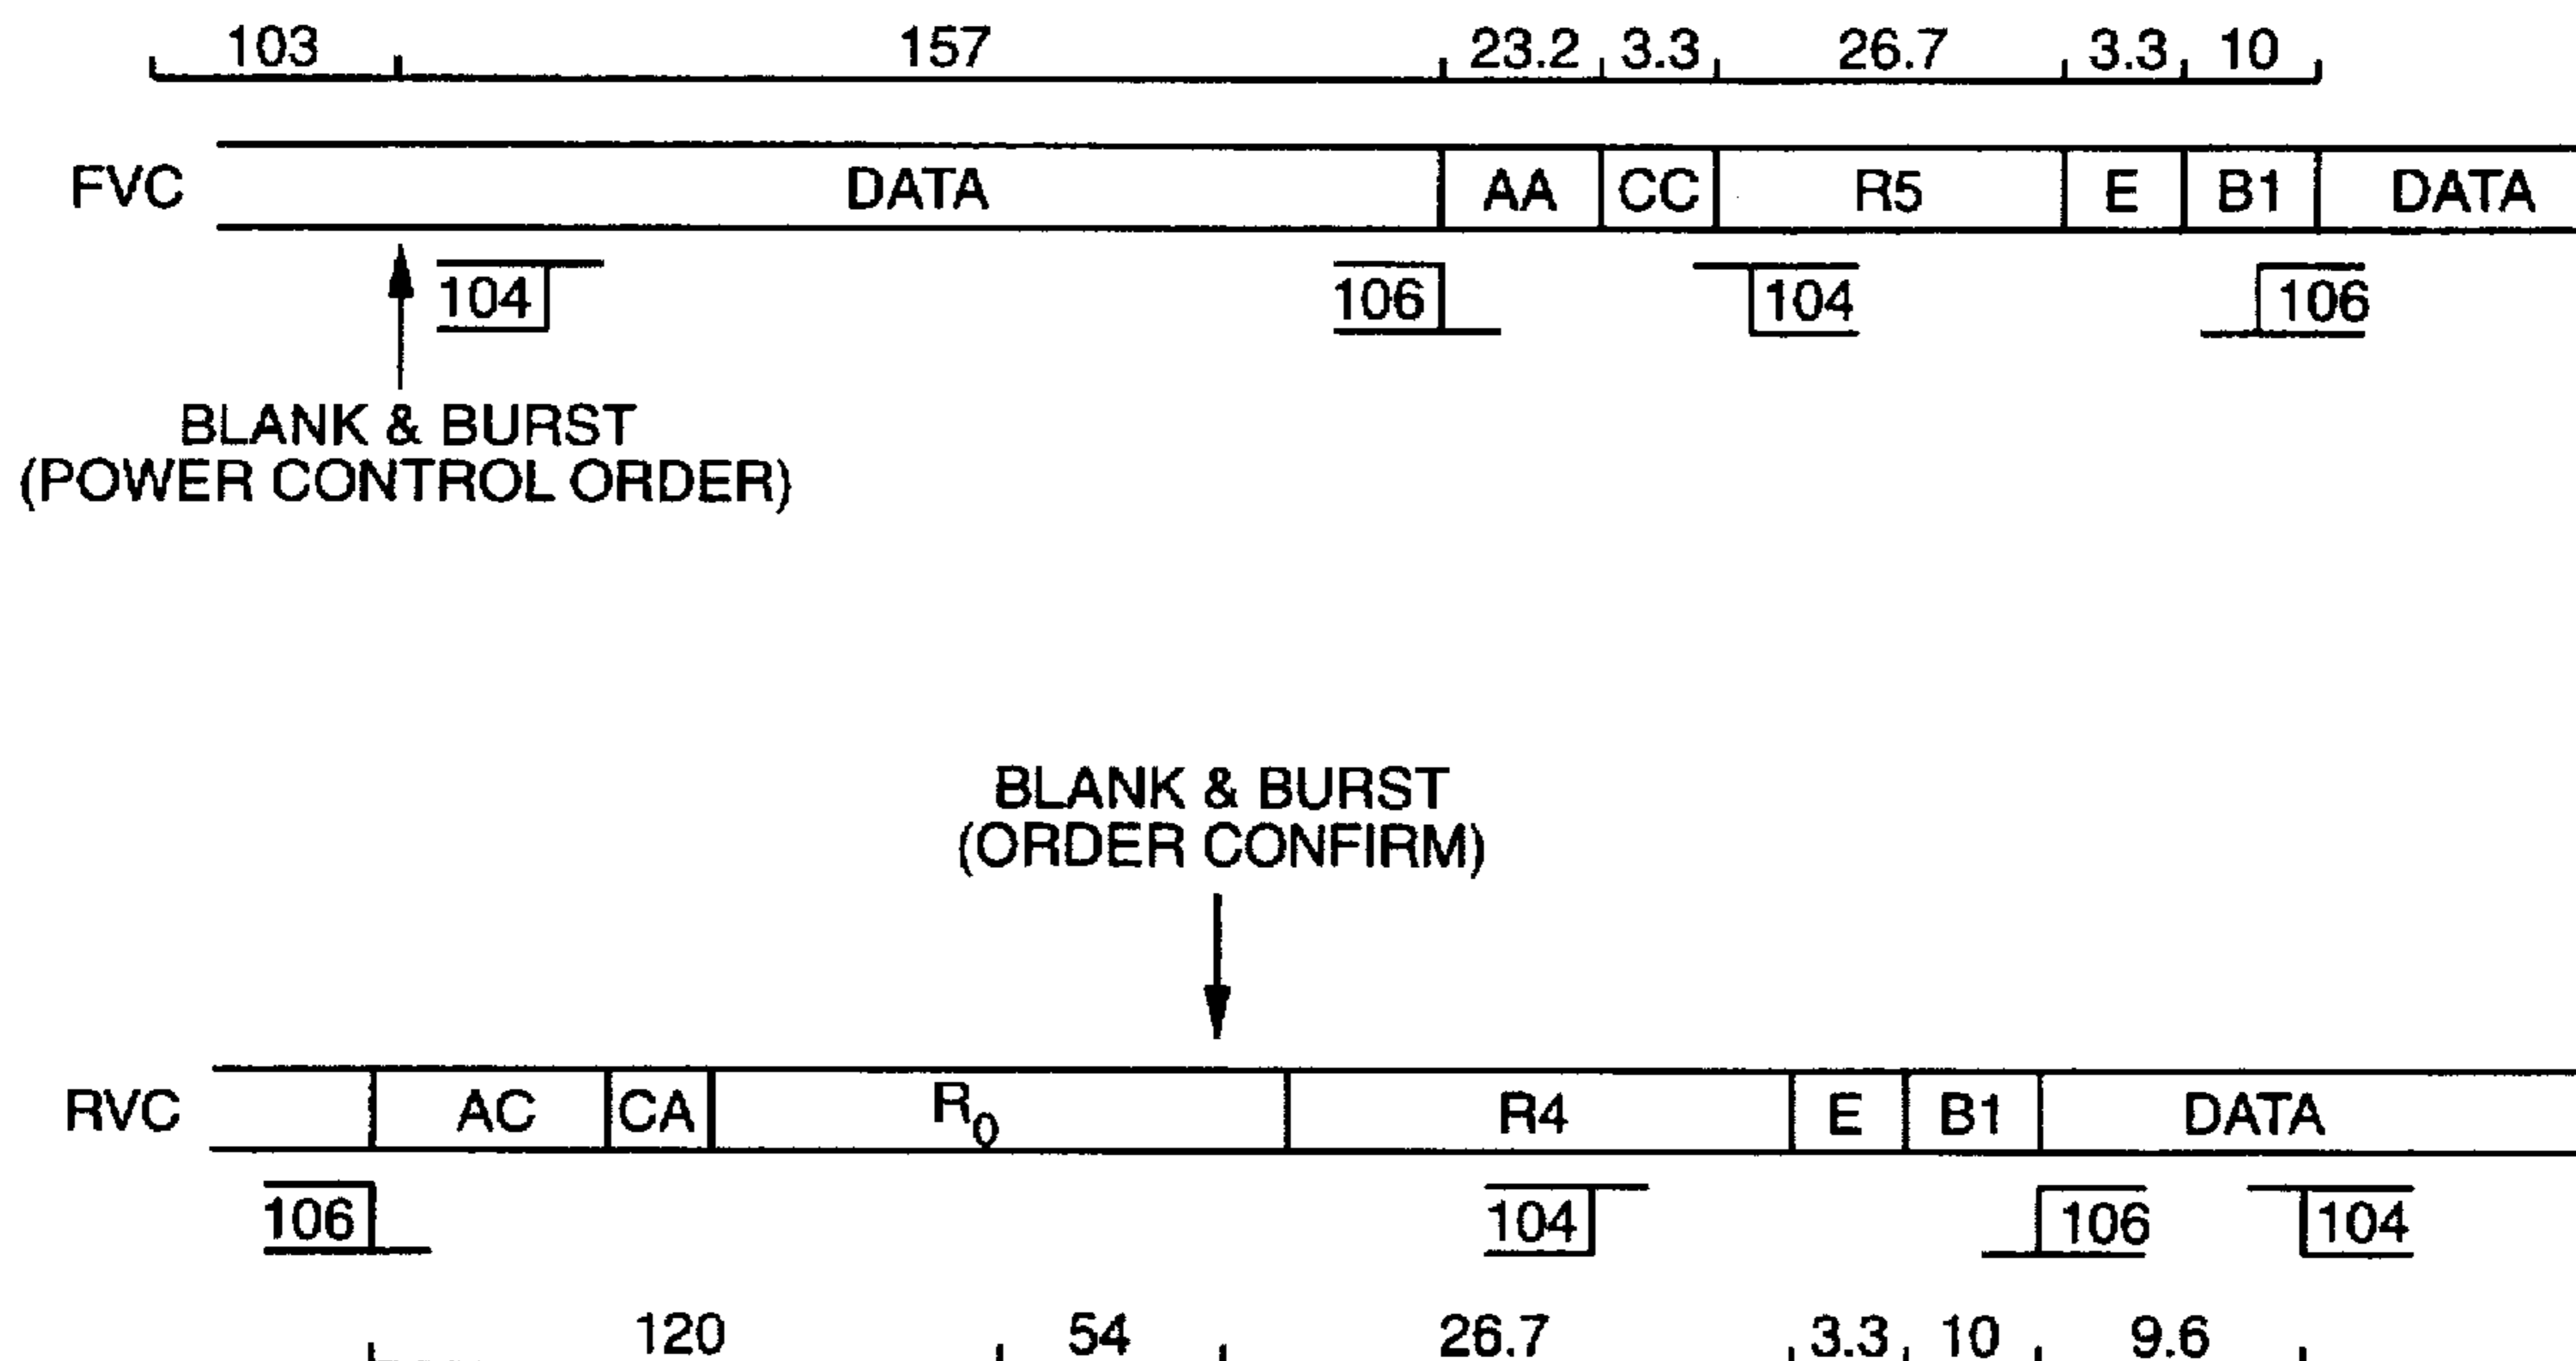 103 157 23.2 3.3 26.7 3.3 10
FVC DATA AA CC R5 E B1 DATA
104 106 104 106
BLANK & BURST
(POWER CONTROL ORDER)
BLANK & BURST
(ORDER CONFIRM)
RVC AC CA R0 R4 E B1 DATA
106 104 106 104
120 54 26.7 3.3 10 9.6